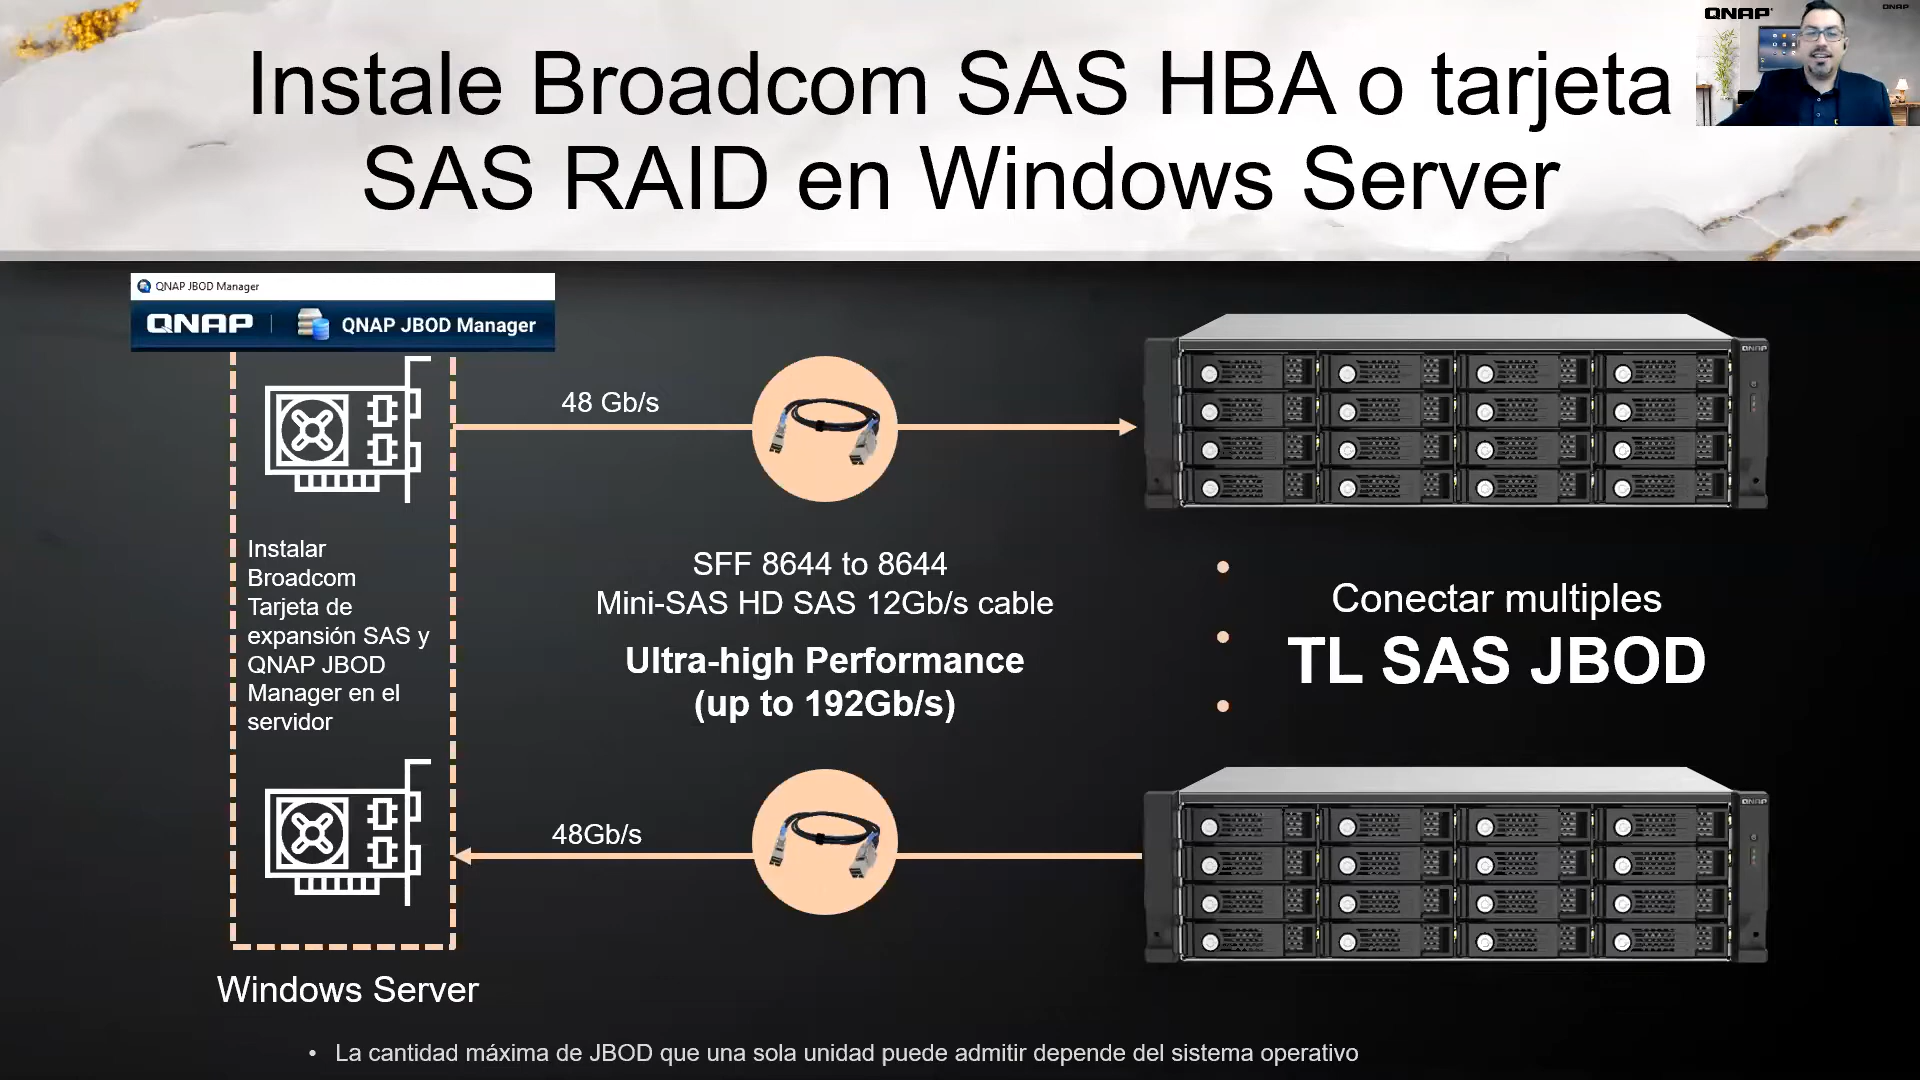 QNAP
QNAP
Instale Broadcom SAS HBA o tarjeta
SAS RAID en Windows Server
QNAP JBOD Manager
QNAP | QNAP JBOD Manager
QNAP
48 Gb/s
Instalar
Broadcom
Tarjeta de
expansión SAS y
QNAP JBOD
Manager en el
servidor
SFF 8644 to 8644
Mini-SAS HD SAS 12Gb/s cable
Ultra-high Performance
(up to 192Gb/s)
Conectar multiples
TL SAS JBOD
QNAP
48Gb/s
Windows Server
• La cantidad máxima de JBOD que una sola unidad puede admitir depende del sistema operativo